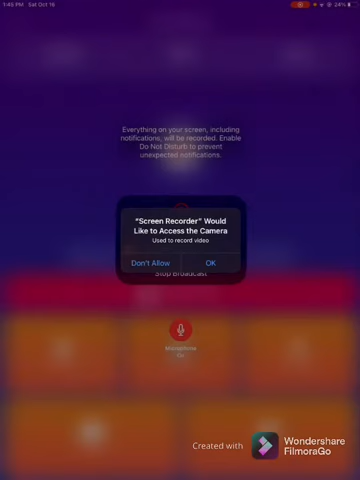 1:45 PM Sat Oct 16
24%
Everything on your screen, including
notifications, will be recorded. Enable
Do Not Disturb to prevent
unexpected notifications.
“Screen Recorder” Would
Like to Access the Camera
Used to record video
Don't Allow
OK
Stop Broadcast
Microphone
Created with
Wondershare
FilmoraGo